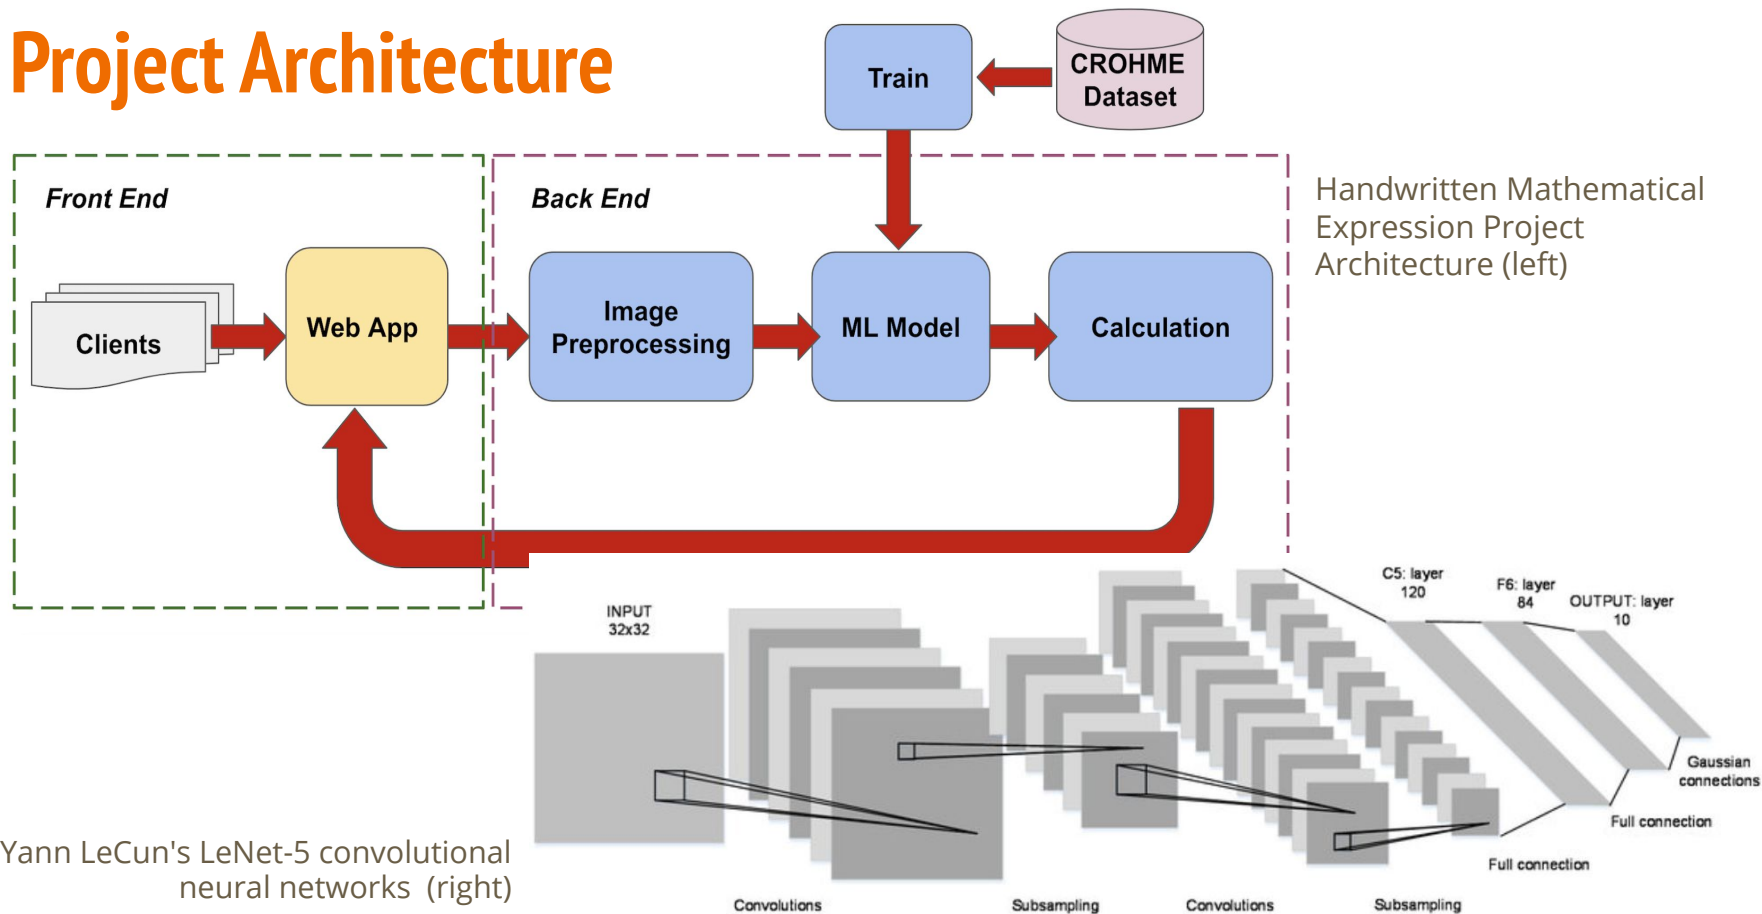 Project Architecture
Train
CROHME
Dataset
Front End
Back End
Handwritten Mathematical
Expression Project
Architecture (left)
Clients
Web App
Image
Preprocessing
ML Model
Calculation
INPUT
32x32
C5: layer
120
F6: layer
84
OUTPUT: layer
10
Gaussian
connections
Full connection
Full connection
Yann LeCun's LeNet-5 convolutional
neural networks (right)
Convolutions
Subsampling
Convolutions
Subsampling